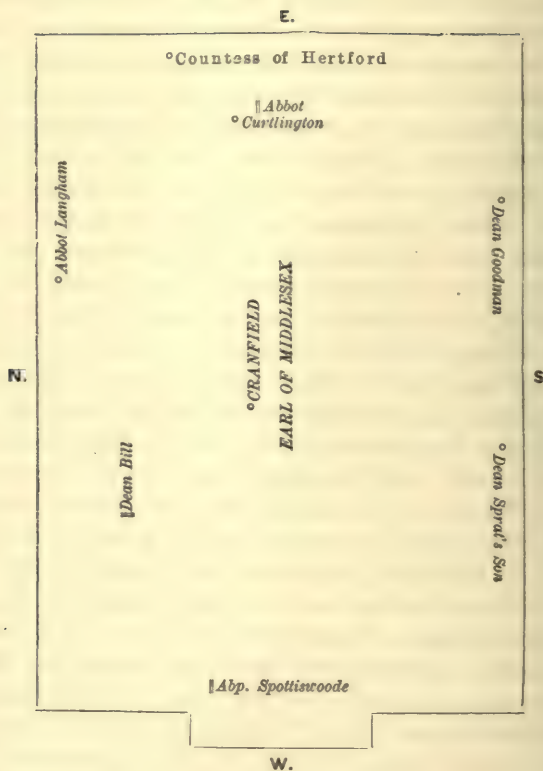 E.
Countess of Hertford
Abbot
Curtlington
Abbot Langham
Dean Goodman
CRANFIELD
EARL OF MIDDLESEX
N.
S
Dean Bill
Dean Sprat's Son
Abp. Spottiswoode
W.